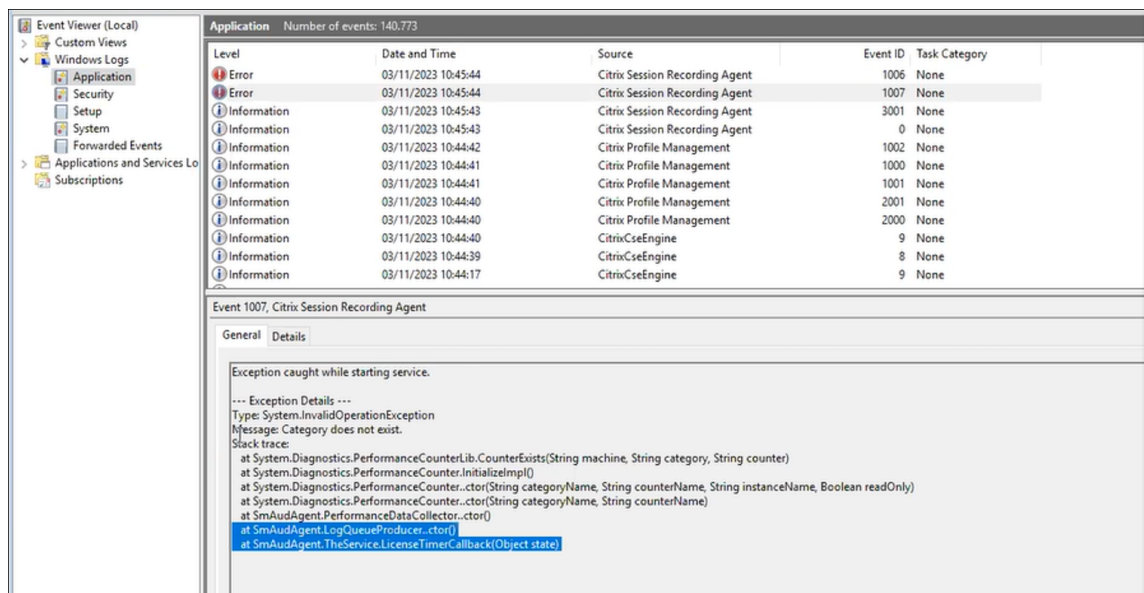 Event Viewer (Local)
Custom Views
Windows Logs
Application
Security
Setup
System
Forwarded Events
Applications and Services Lo
Subscriptions
Application Number of events: 140.773
Level Date and Time Source Event ID Task Category
Error 03/11/2023 10:45:44 Citrix Session Recording Agent 1006 None
Error 03/11/2023 10:45:44 Citrix Session Recording Agent 1007 None
Information 03/11/2023 10:45:43 Citrix Session Recording Agent 3001 None
Information 03/11/2023 10:45:43 Citrix Session Recording Agent 0 None
Information 03/11/2023 10:44:42 Citrix Profile Management 1002 None
Information 03/11/2023 10:44:41 Citrix Profile Management 1000 None
Information 03/11/2023 10:44:41 Citrix Profile Management 1001 None
Information 03/11/2023 10:44:40 Citrix Profile Management 2001 None
Information 03/11/2023 10:44:40 Citrix Profile Management 2000 None
Information 03/11/2023 10:44:40 CitrixCseEngine 9 None
Information 03/11/2023 10:44:39 CitrixCseEngine 8 None
Information 03/11/2023 10:44:17 CitrixCseEngine 9 None
Event 1007, Citrix Session Recording Agent
General Details
Exception caught while starting service.
--- Exception Details ---
Type: System.InvalidOperationException
Message: Category does not exist.
Stack trace:
at System.Diagnostics.PerformanceCounterLib.CounterExists(String machine, String category, String counter)
at System.Diagnostics.PerformanceCounter.InitializeImpl()
at System.Diagnostics.PerformanceCounter..ctor(String categoryName, String counterName, String instanceName, Boolean readOnly)
at System.Diagnostics.PerformanceCounter..ctor(String categoryName, String counterName)
at SmAudAgent.PerformanceDataCollector..ctor()
at SmAudAgent.LogQueueProducer..ctor()
at SmAudAgent.TheService.LicenseTimerCallback(Object state)